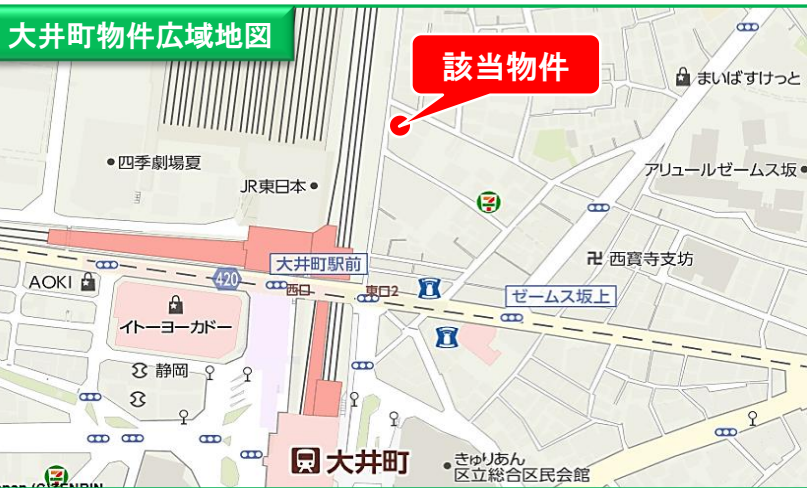 大井町物件広域地図
該当物件
まいばすけっと
四季劇場夏
JR東日本
アリュールゼームス坂
卍 西寳寺支坊
大井町駅前
420
AOKI
西口
東口2
ゼームス坂上
イトーヨーカドー
静岡
大井町
きゅりあん
区立総合区民会館